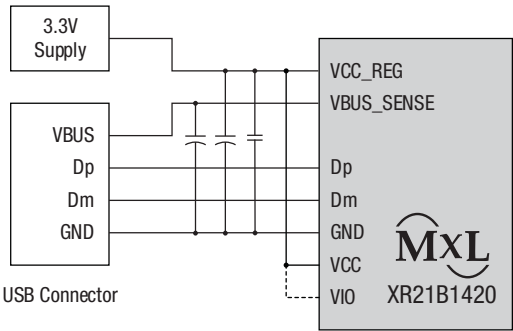 3.3V
Supply
VBUS
Dp
Dm
GND
USB Connector
VCC_REG
VBUS_SENSE
Dp
Dm
GND
VCC
VIO
MXL
XR21B1420